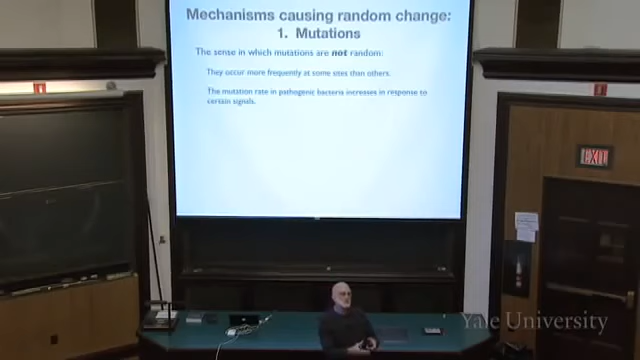 Mechanisms causing random change:
1. Mutations
The sense in which mutations are not random:
They occur more frequently at some sites than others.
The mutation rate in pathogenic bacteria increases in response to
certain signals.
EXIT
Yale University